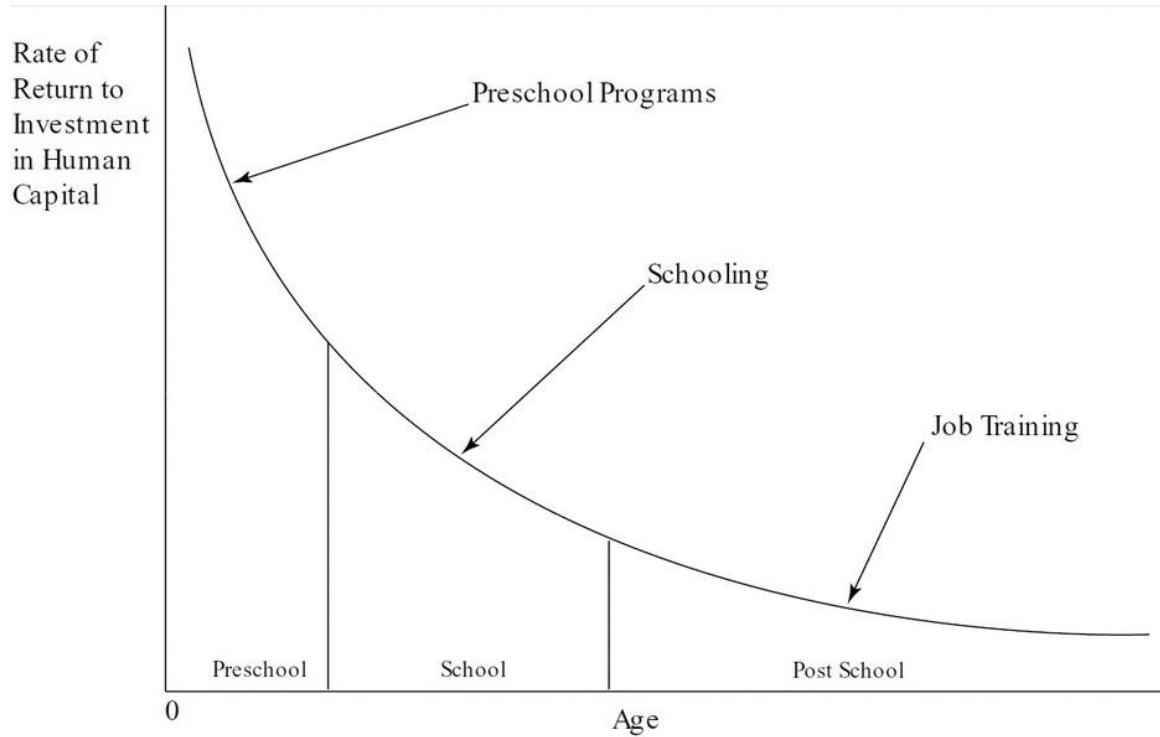 Rate of
Return to
Investment
in Human
Capital
Preschool Programs
Schooling
Job Training
Preschool
School
Post School
0
Age